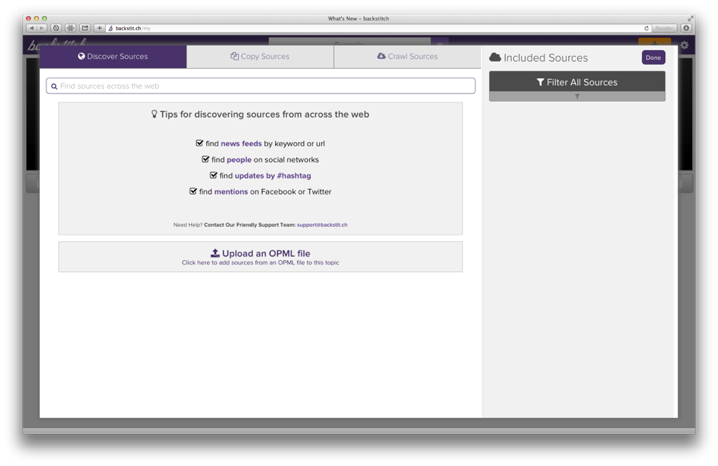 What's New – backstitch
backstit.ch/my
Reader
backstitch
Discover Sources
Copy Sources
Crawl Sources
Included Sources
Done
Find sources across the web
Filter All Sources
Tips for discovering sources from across the web
find news feeds by keyword or url
find people on social networks
find updates by #hashtag
find mentions on Facebook or Twitter
Need Help? Contact Our Friendly Support Team: support@backstit.ch
Upload an OPML file
Click here to add sources from an OPML file to this topic